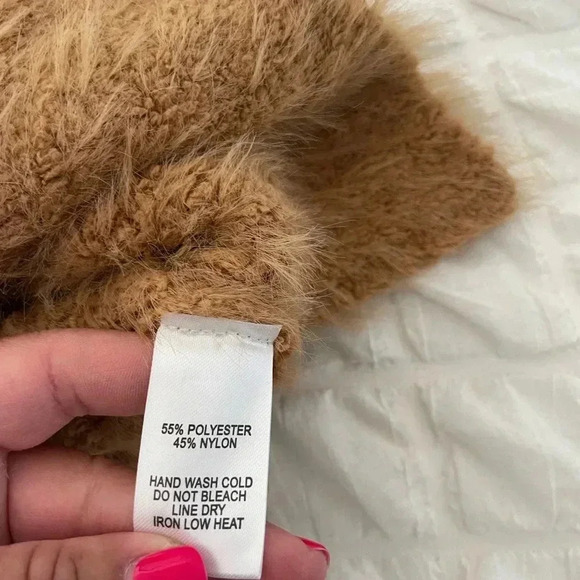 55% POLYESTER
45% NYLON
HAND WASH COLD
DO NOT BLEACH
LINE DRY
IRON LOW HEAT